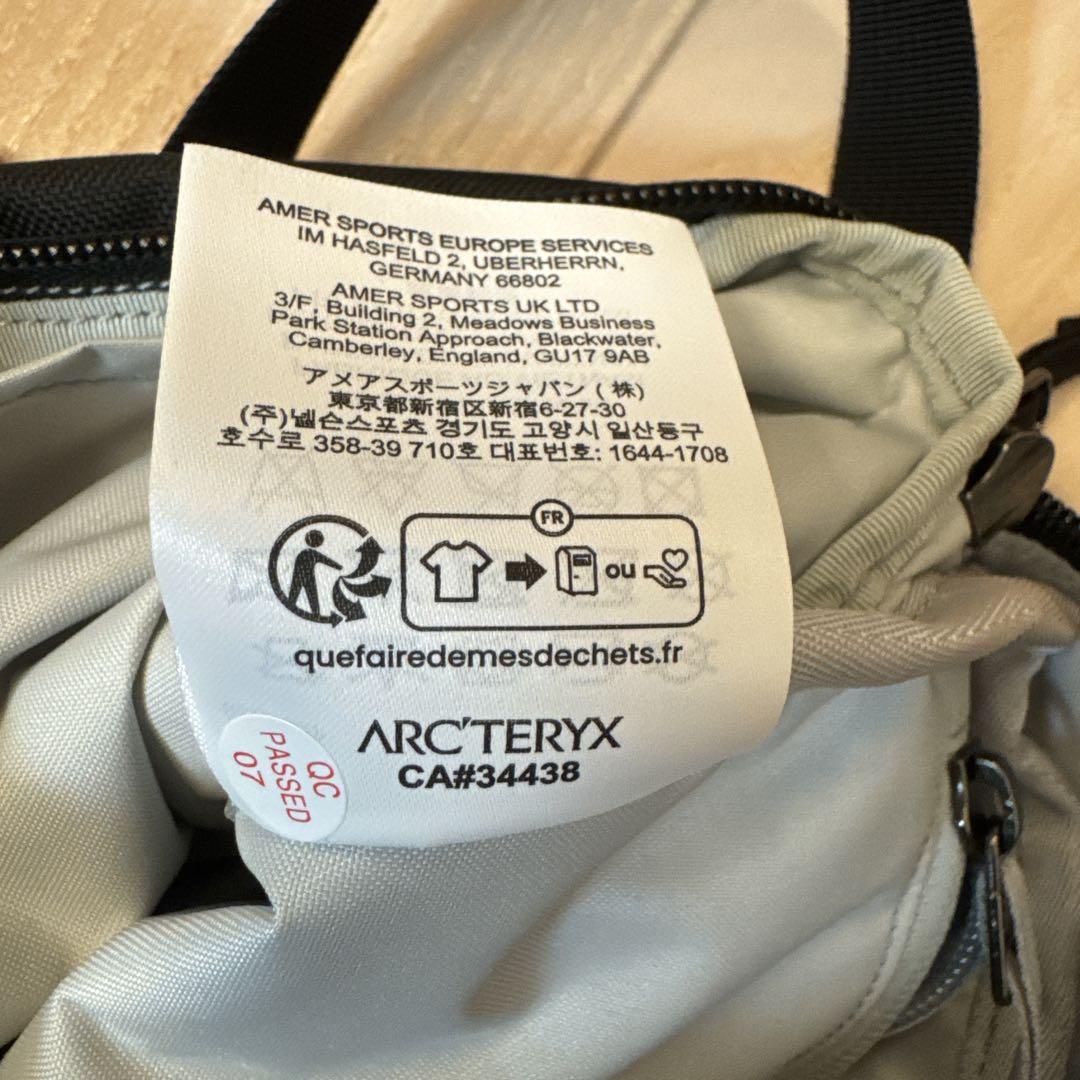 AMER SPORTS EUROPE SERVICES
IM HASFELD 2, UBERHERRN,
GERMANY 66802
AMER SPORTS UK LTD
3/F, Building 2, Meadows Business
Park Station Approach, Blackwater,
Camberley, England, GU17 9AB
アメアスポーツジャパン (株)
東京都新宿区新宿6-27-30
(주)넬슨스포츠 경기도 고양시 일산동구
호수로 358-39 710호 대표번호: 1644-1708
FR
ou
quefairedemesdechets.fr
ARC'TERYX
CA#34438
QC
PASSED
07